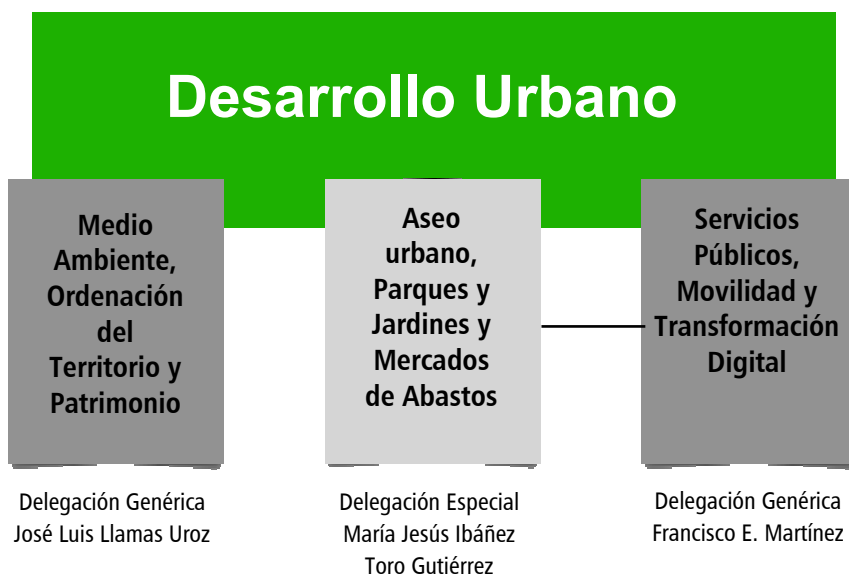 Desarrollo Urbano
Medio
Ambiente,
Ordenación
del
Territorio y
Patrimonio
Aseo
urbano,
Parques y
Jardines y
Mercados
de Abastos
Servicios
Públicos,
Movilidad y
Transformación
Digital
Delegación Genérica
José Luis Llamas Uroz
Delegación Especial
María Jesús Ibáñez
Toro Gutiérrez
Delegación Genérica
Francisco E. Martínez